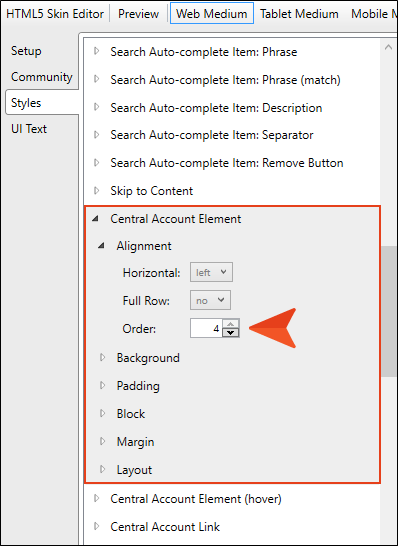 HTML5 Skin Editor Preview Web Medium Tablet Medium Mobile M
Setup
Community
Styles
UI Text
Search Auto-complete Item: Phrase
Search Auto-complete Item: Phrase (match)
Search Auto-complete Item: Description
Search Auto-complete Item: Separator
Search Auto-complete Item: Remove Button
Skip to Content
Central Account Element
Alignment
Horizontal: left
Full Row: no
Order: 4
Background
Padding
Block
Margin
Layout
Central Account Element (hover)
Central Account Link